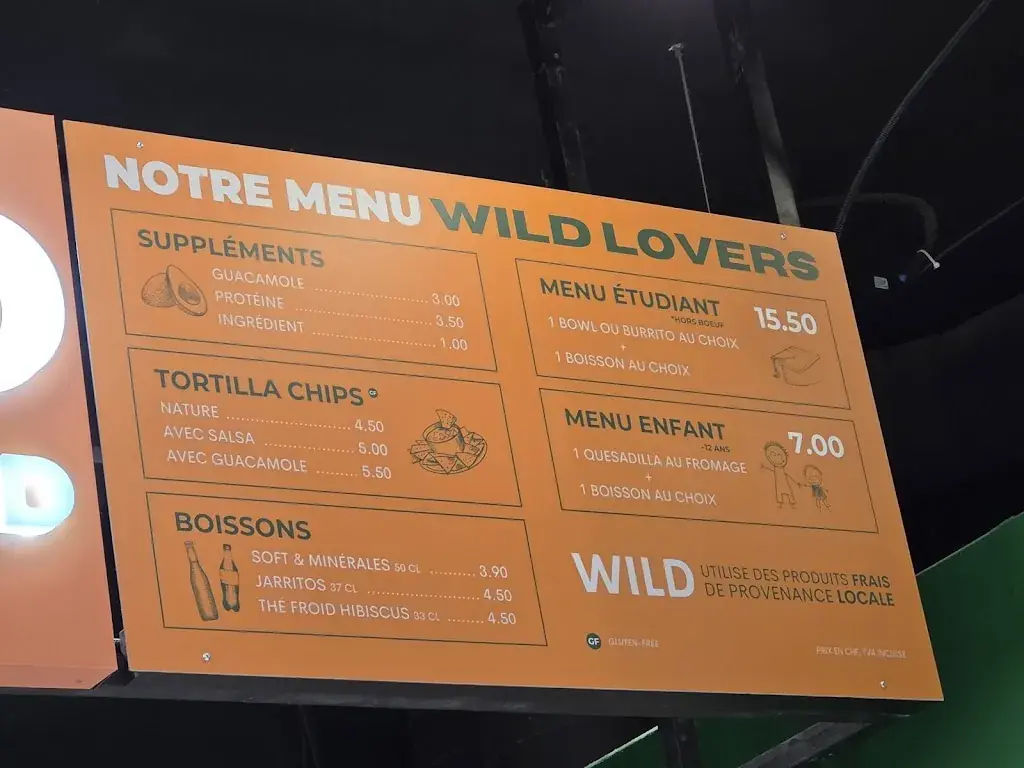 NOTRE MENU WILD LOVERS
SUPPLÉMENTS
GUACAMOLE 3.00
PROTÉINE 3.50
INGRÉDIENT 1.00
TORTILLA CHIPS GF
NATURE 4.50
AVEC SALSA 5.00
AVEC GUACAMOLE 5.50
BOISSONS
SOFT & MINÉRALES 50 CL 3.90
JARRITOS 37 CL 4.50
THÉ FROID HIBISCUS 33 CL 4.50
MENU ÉTUDIANT 15.50
*HORS BOEUF
1 BOWL OU BURRITO AU CHOIX
+
1 BOISSON AU CHOIX
MENU ENFANT 7.00
-12 ANS
1 QUESADILLA AU FROMAGE
+
1 BOISSON AU CHOIX
WILD UTILISE DES PRODUITS FRAIS
DE PROVENANCE LOCALE
GF GLUTEN-FREE
PRIX EN CHF, TVA INCLUSE